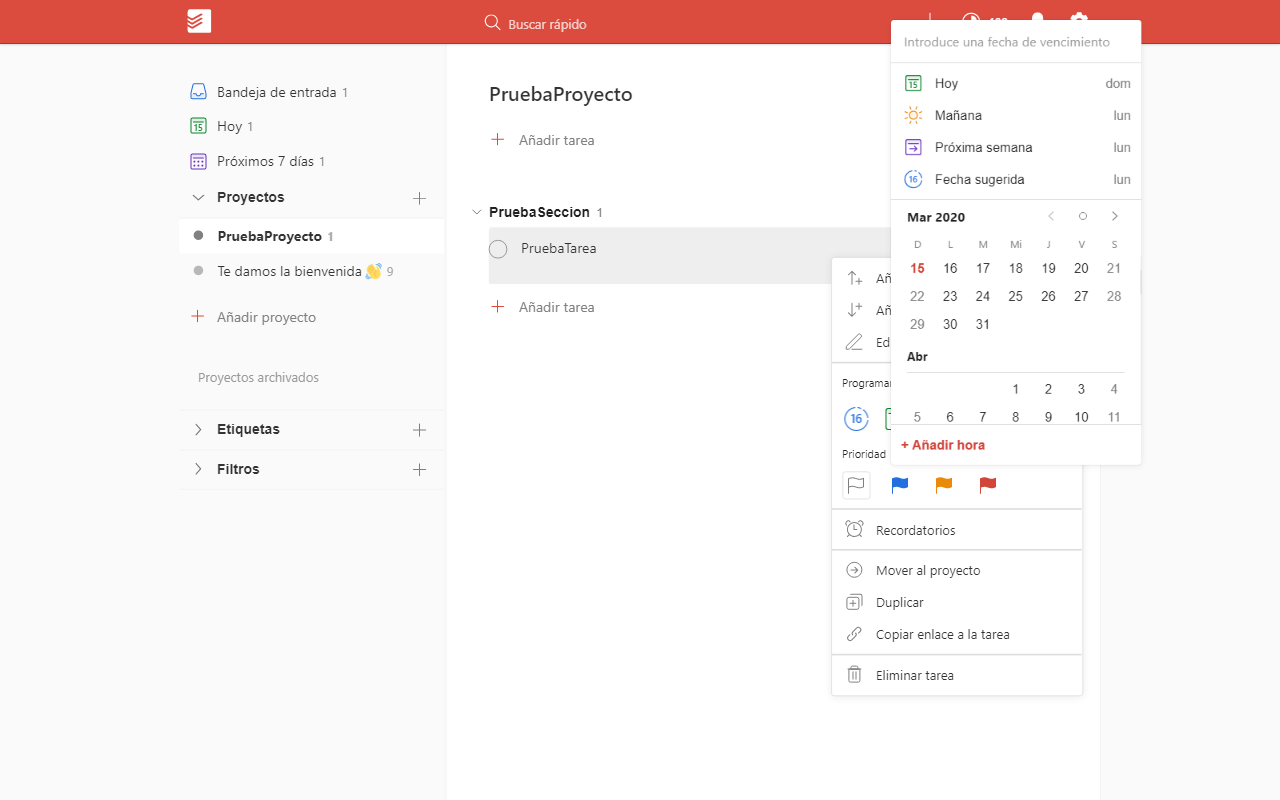 Buscar rápido
Bandeja de entrada 1
Hoy 1
Próximos 7 días 1
Proyectos
PruebaProyecto 1
Te damos la bienvenida 👋 9
Añadir proyecto
Proyectos archivados
Etiquetas
Filtros
PruebaProyecto
Añadir tarea
PruebaSeccion 1
PruebaTarea
Añadir tarea
Ed
Programar
16
Prioridad
Recordatorios
Mover al proyecto
Duplicar
Copiar enlace a la tarea
Eliminar tarea
Introduce una fecha de vencimiento
15 Hoy dom
Mañana lun
Próxima semana lun
16 Fecha sugerida lun
Mar 2020
D L M Mi J V S
15 16 17 18 19 20 21
22 23 24 25 26 27 28
29 30 31
Abr
1 2 3 4
5 6 7 8 9 10 11
+ Añadir hora